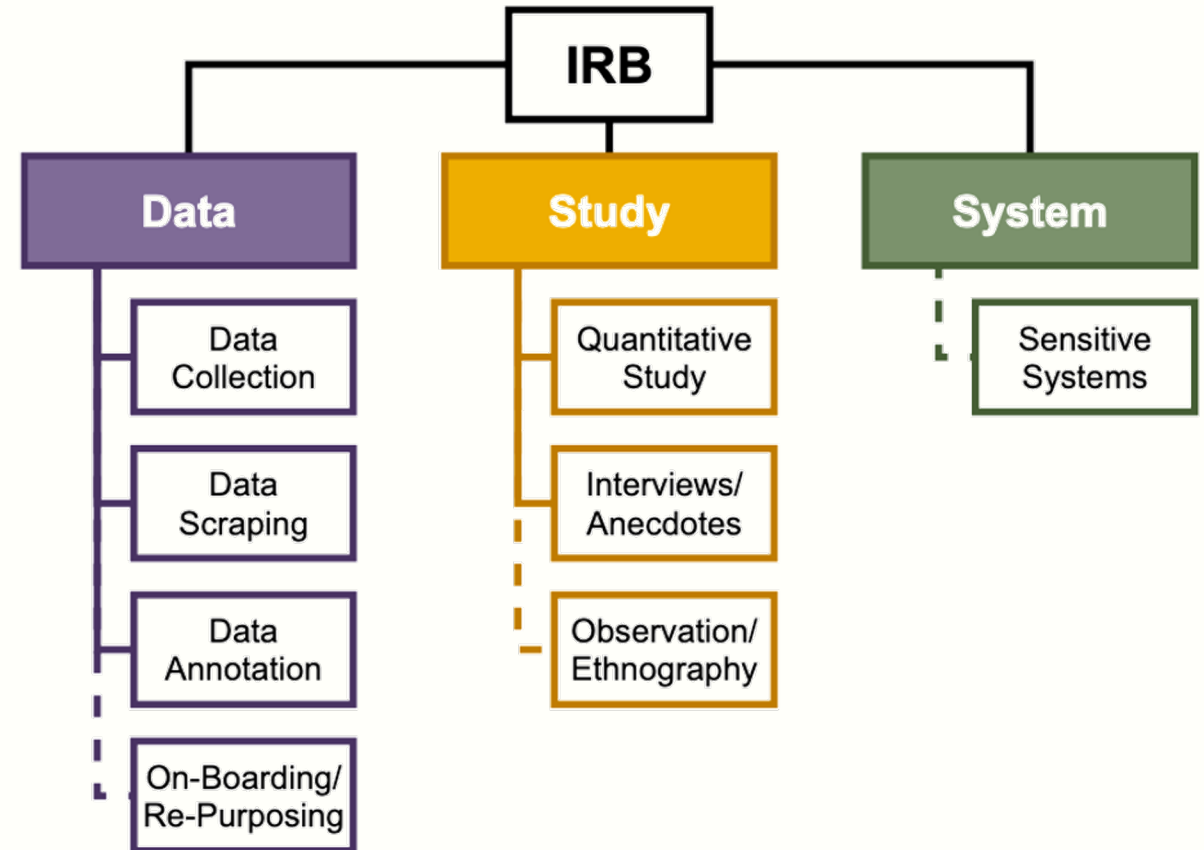 IRB
Data
Study
System
Data
Collection
Quantitative
Study
Sensitive
Systems
Data
Scraping
Interviews/
Anecdotes
Data
Annotation
Observation/
Ethnography
On-Boarding/
Re-Purposing